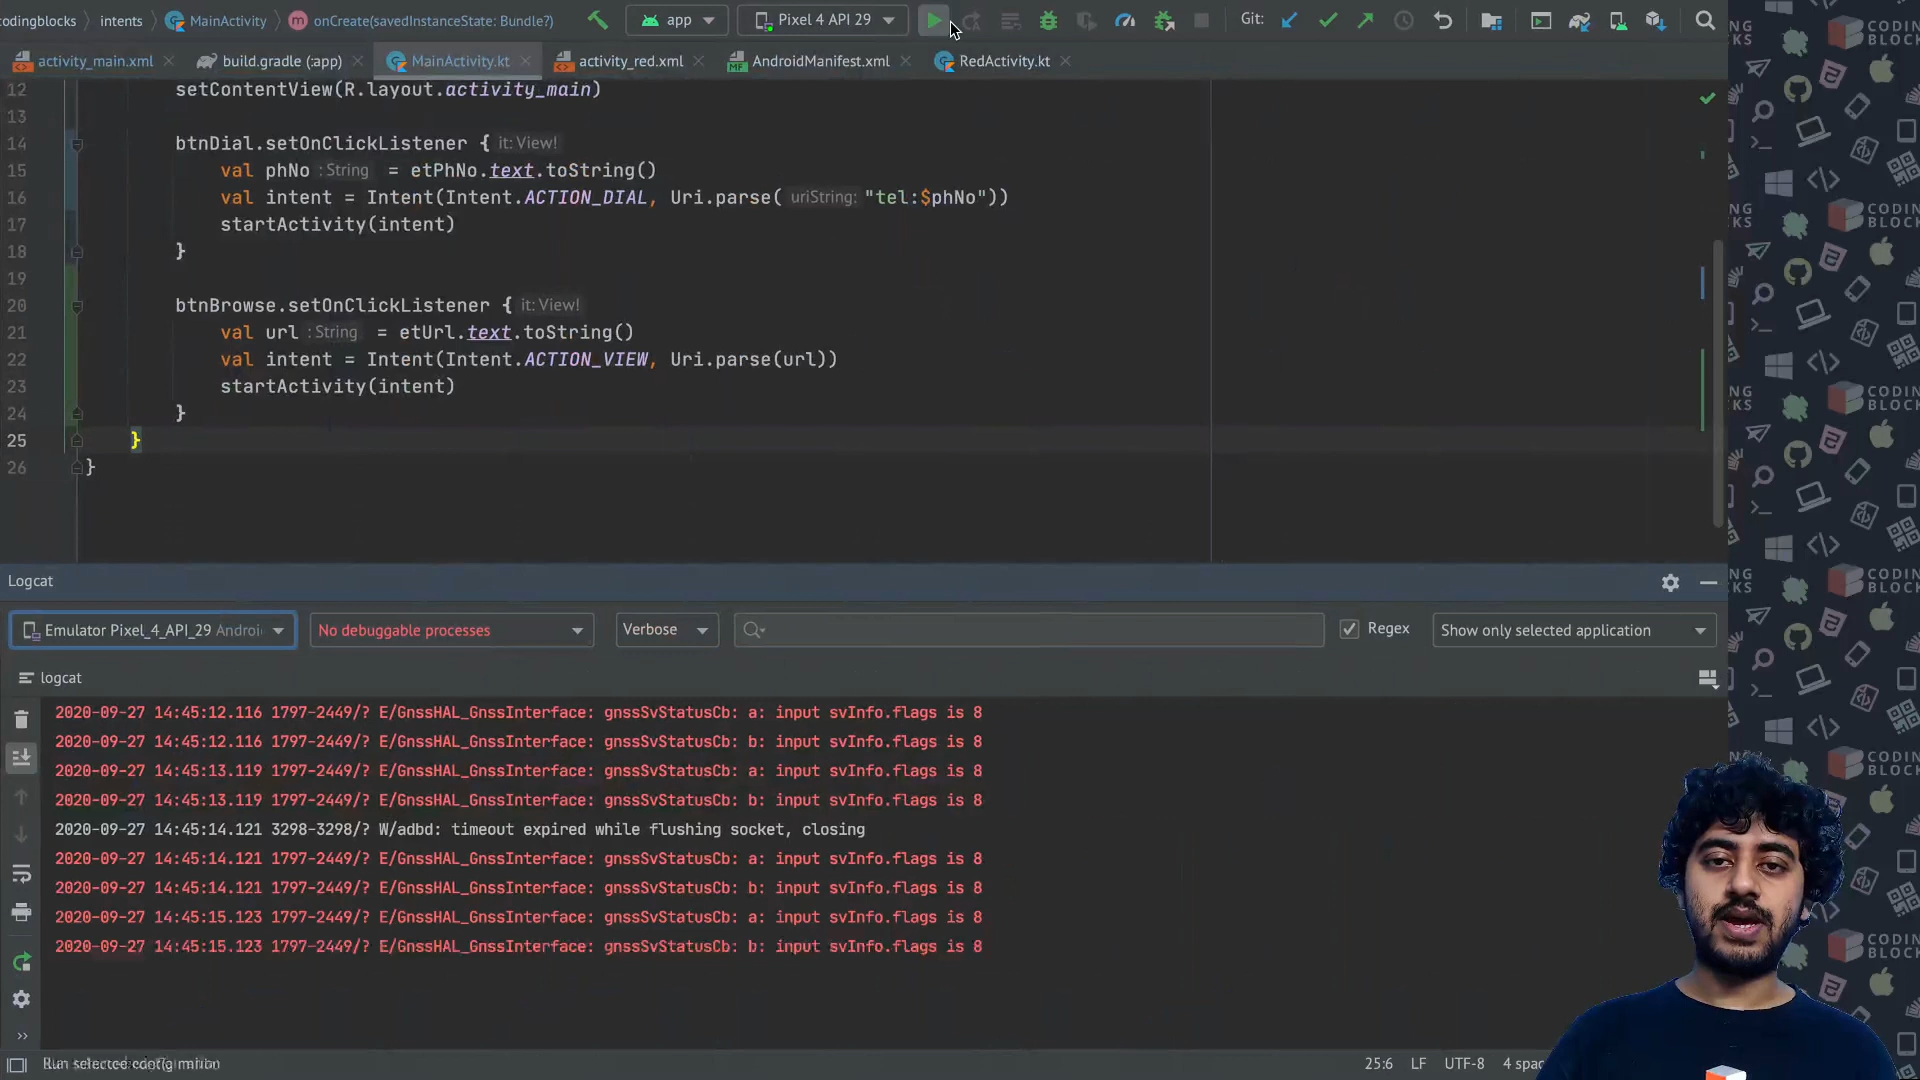 codingblocks intents MainActivity onCreate(savedInstanceState: Bundle?) app Pixel 4 API 29 Git:
activity_main.xml build.gradle (:app) MainActivity.kt activity_red.xml AndroidManifest.xml RedActivity.kt
12 setContentView(R.layout.activity_main)
13
14 btnDial.setOnClickListener { it: View!
15 val phNo : String = etPhNo.text.toString()
16 val intent = Intent(Intent.ACTION_DIAL, Uri.parse( uriString: "tel:$phNo"))
17 startActivity(intent)
18 }
19
20 btnBrowse.setOnClickListener { it: View!
21 val url : String = etUrl.text.toString()
22 val intent = Intent(Intent.ACTION_VIEW, Uri.parse(url))
23 startActivity(intent)
24 }
25 }
26 }
Logcat
Emulator Pixel_4_API_29 Androi No debuggable processes Verbose Regex Show only selected application
logcat
2020-09-27 14:45:12.116 1797-2449/? E/GnssHAL_GnssInterface: gnssSvStatusCb: a: input svInfo.flags is 8
2020-09-27 14:45:12.116 1797-2449/? E/GnssHAL_GnssInterface: gnssSvStatusCb: b: input svInfo.flags is 8
2020-09-27 14:45:13.119 1797-2449/? E/GnssHAL_GnssInterface: gnssSvStatusCb: a: input svInfo.flags is 8
2020-09-27 14:45:13.119 1797-2449/? E/GnssHAL_GnssInterface: gnssSvStatusCb: b: input svInfo.flags is 8
2020-09-27 14:45:14.121 3298-3298/? W/adbd: timeout expired while flushing socket, closing
2020-09-27 14:45:14.121 1797-2449/? E/GnssHAL_GnssInterface: gnssSvStatusCb: a: input svInfo.flags is 8
2020-09-27 14:45:14.121 1797-2449/? E/GnssHAL_GnssInterface: gnssSvStatusCb: b: input svInfo.flags is 8
2020-09-27 14:45:15.123 1797-2449/? E/GnssHAL_GnssInterface: gnssSvStatusCb: a: input svInfo.flags is 8
2020-09-27 14:45:15.123 1797-2449/? E/GnssHAL_GnssInterface: gnssSvStatusCb: b: input svInfo.flags is 8
Run selected 25:6 LF UTF-8 4 spac
CODING
BLOCKS